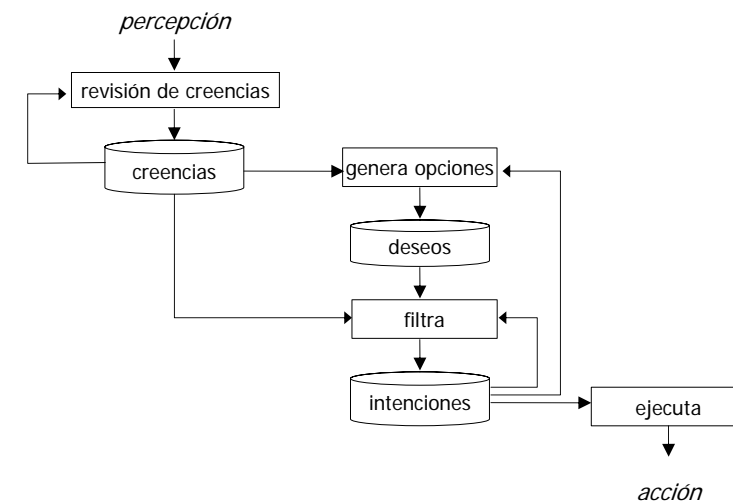 percepción
revisión de creencias
creencias
genera opciones
deseos
filtra
intenciones
ejecuta
acción